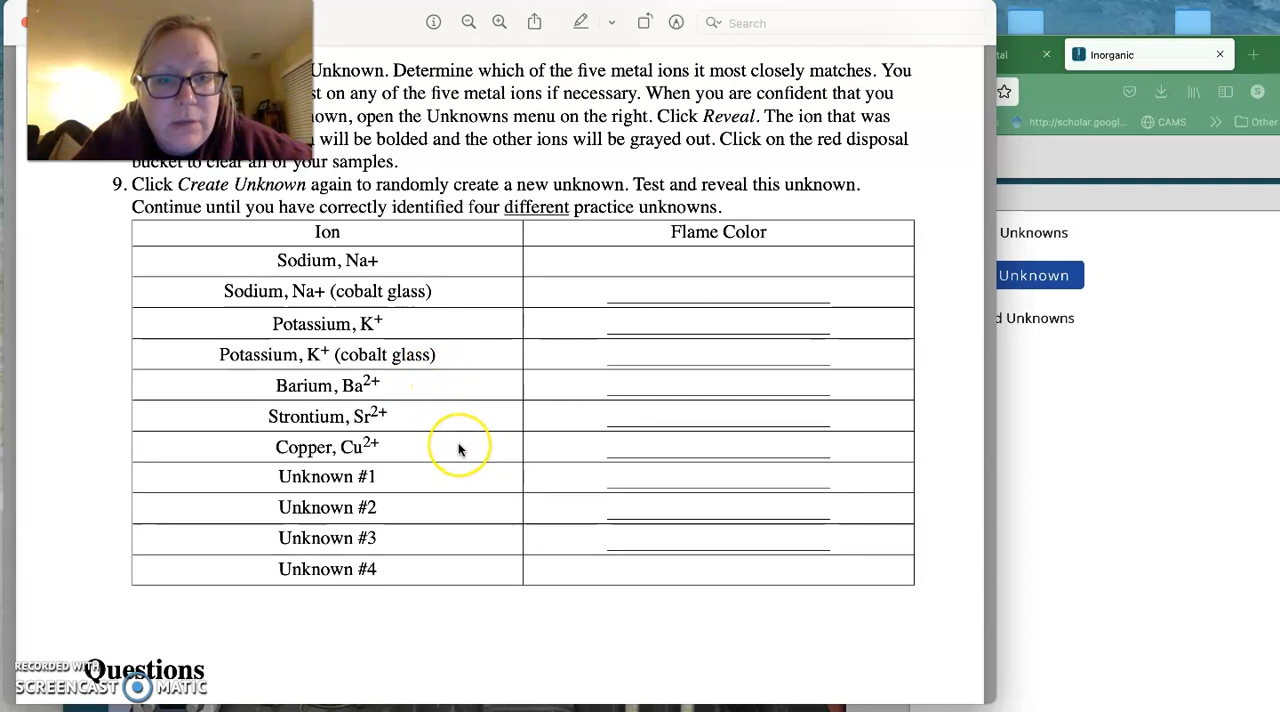 Search
tal
Inorganic
http://scholar.googl...
CAMS
Other
S
Unknown. Determine which of the five metal ions it most closely matches. You
st on any of the five metal ions if necessary. When you are confident that you
own, open the Unknowns menu on the right. Click Reveal. The ion that was
will be bolded and the other ions will be grayed out. Click on the red disposal
bucket to clear all of your samples.
9. Click Create Unknown again to randomly create a new unknown. Test and reveal this unknown.
Continue until you have correctly identified four different practice unknowns.
Ion Flame Color
Sodium, Na+
Sodium, Na+ (cobalt glass)
Potassium, K+
Potassium, K+ (cobalt glass)
Barium, Ba2+
Strontium, Sr2+
Copper, Cu2+
Unknown #1
Unknown #2
Unknown #3
Unknown #4
Questions
Unknowns
Unknown
d Unknowns
RECORDED WITH
SCREENCAST MATIC